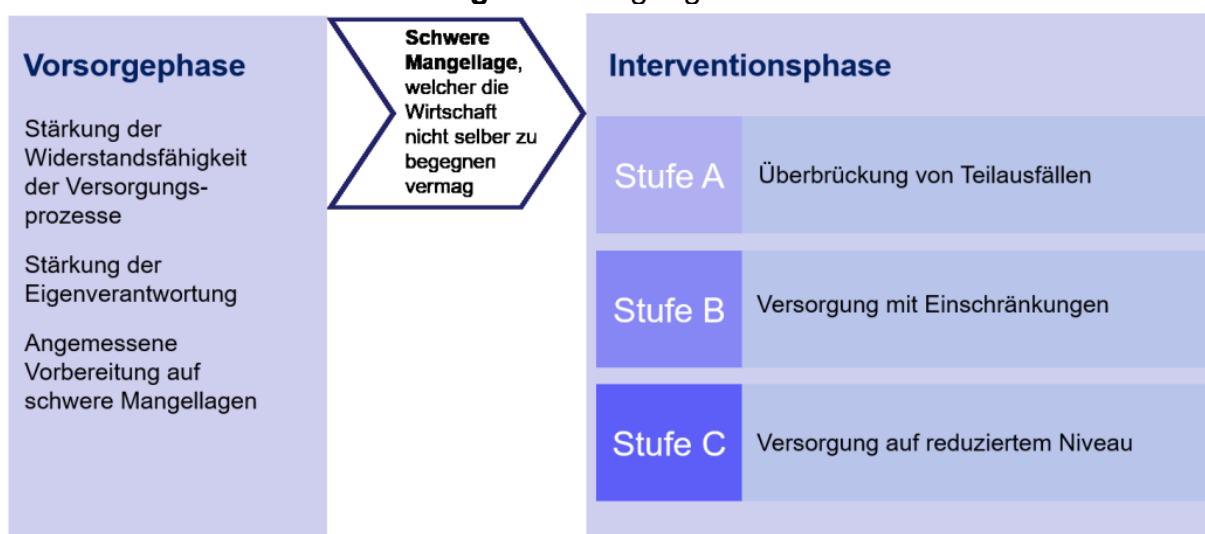 Vorsorgephase
Stärkung der
Widerstandsfähigkeit
der Versorgungs-
prozesse
Stärkung der
Eigenverantwortung
Angemessene
Vorbereitung auf
schwere Mangellagen
Schwere
Mangellage,
welcher die
Wirtschaft
nicht selber zu
begegnen
vermag
Interventionsphase
Stufe A
Überbrückung von Teilausfällen
Stufe B
Versorgung mit Einschränkungen
Stufe C
Versorgung auf reduziertem Niveau